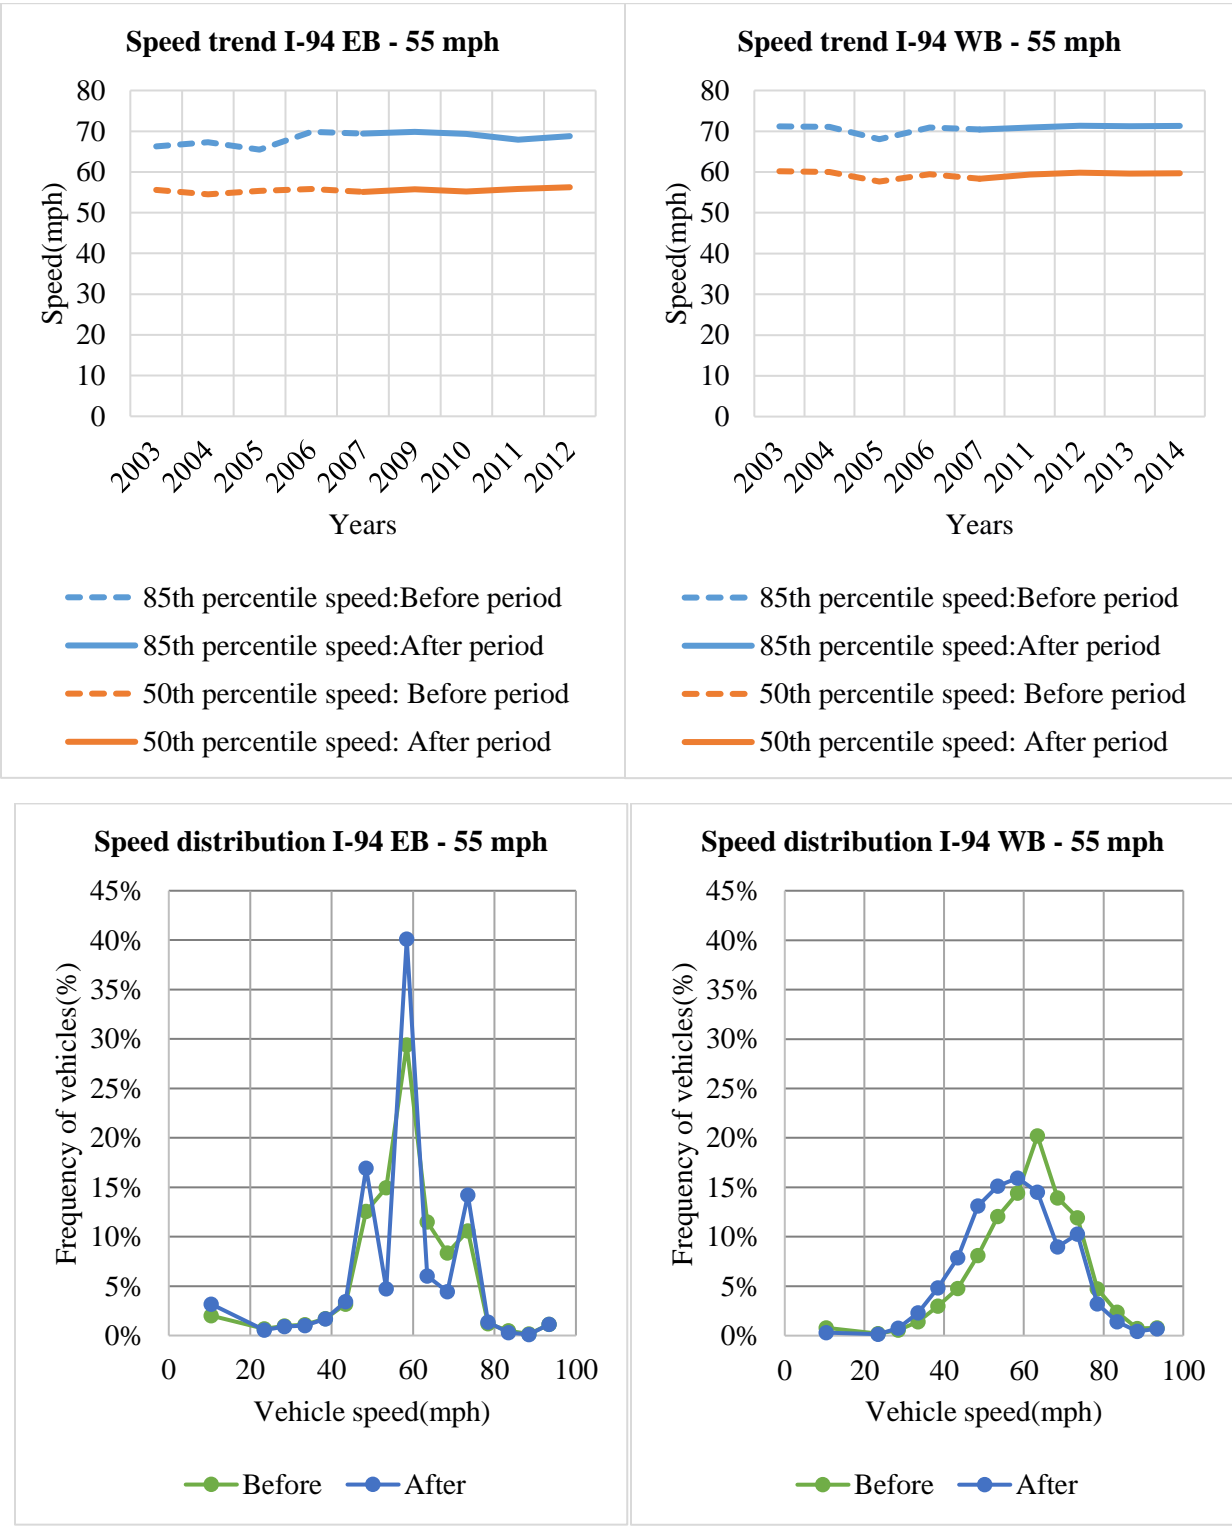 Speed trend I-94 EB - 55 mph
80
70
60
50
40
30
20
10
0
Speed(mph)
2003 2004 2005 2006 2007 2009 2010 2011 2012
Years
85th percentile speed:Before period
85th percentile speed:After period
50th percentile speed: Before period
50th percentile speed: After period
Speed trend I-94 WB - 55 mph
80
70
60
50
40
30
20
10
0
Speed(mph)
2003 2004 2005 2006 2007 2011 2012 2013 2014
Years
85th percentile speed:Before period
85th percentile speed:After period
50th percentile speed: Before period
50th percentile speed: After period
Speed distribution I-94 EB - 55 mph
45%
40%
35%
30%
25%
20%
15%
10%
5%
0%
Frequency of vehicles(%)
0 20 40 60 80 100
Vehicle speed(mph)
Before After
Speed distribution I-94 WB - 55 mph
45%
40%
35%
30%
25%
20%
15%
10%
5%
0%
Frequency of vehicles(%)
0 20 40 60 80 100
Vehicle speed(mph)
Before After